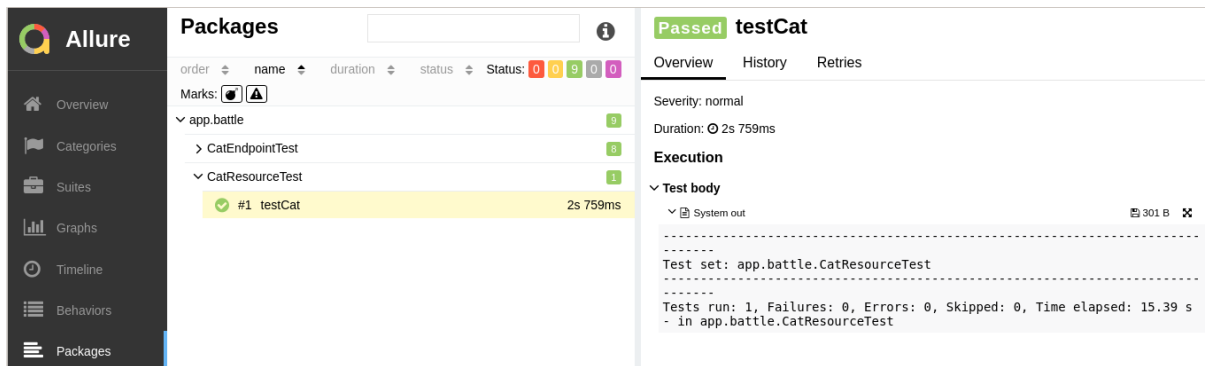 Allure
Overview
Categories
Suites
Graphs
Timeline
Behaviors
Packages
Packages
order name duration status Status: 0 0 9 0 0
Marks:
app.battle 9
CatEndpointTest 8
CatResourceTest 1
#1 testCat 2s 759ms
Passed testCat
Overview History Retries
Severity: normal
Duration: 2s 759ms
Execution
Test body
System out 301 B
--------------------------------------------------------------------------
-------
Test set: app.battle.CatResourceTest
--------------------------------------------------------------------------
-------
Tests run: 1, Failures: 0, Errors: 0, Skipped: 0, Time elapsed: 15.39 s
- in app.battle.CatResourceTest